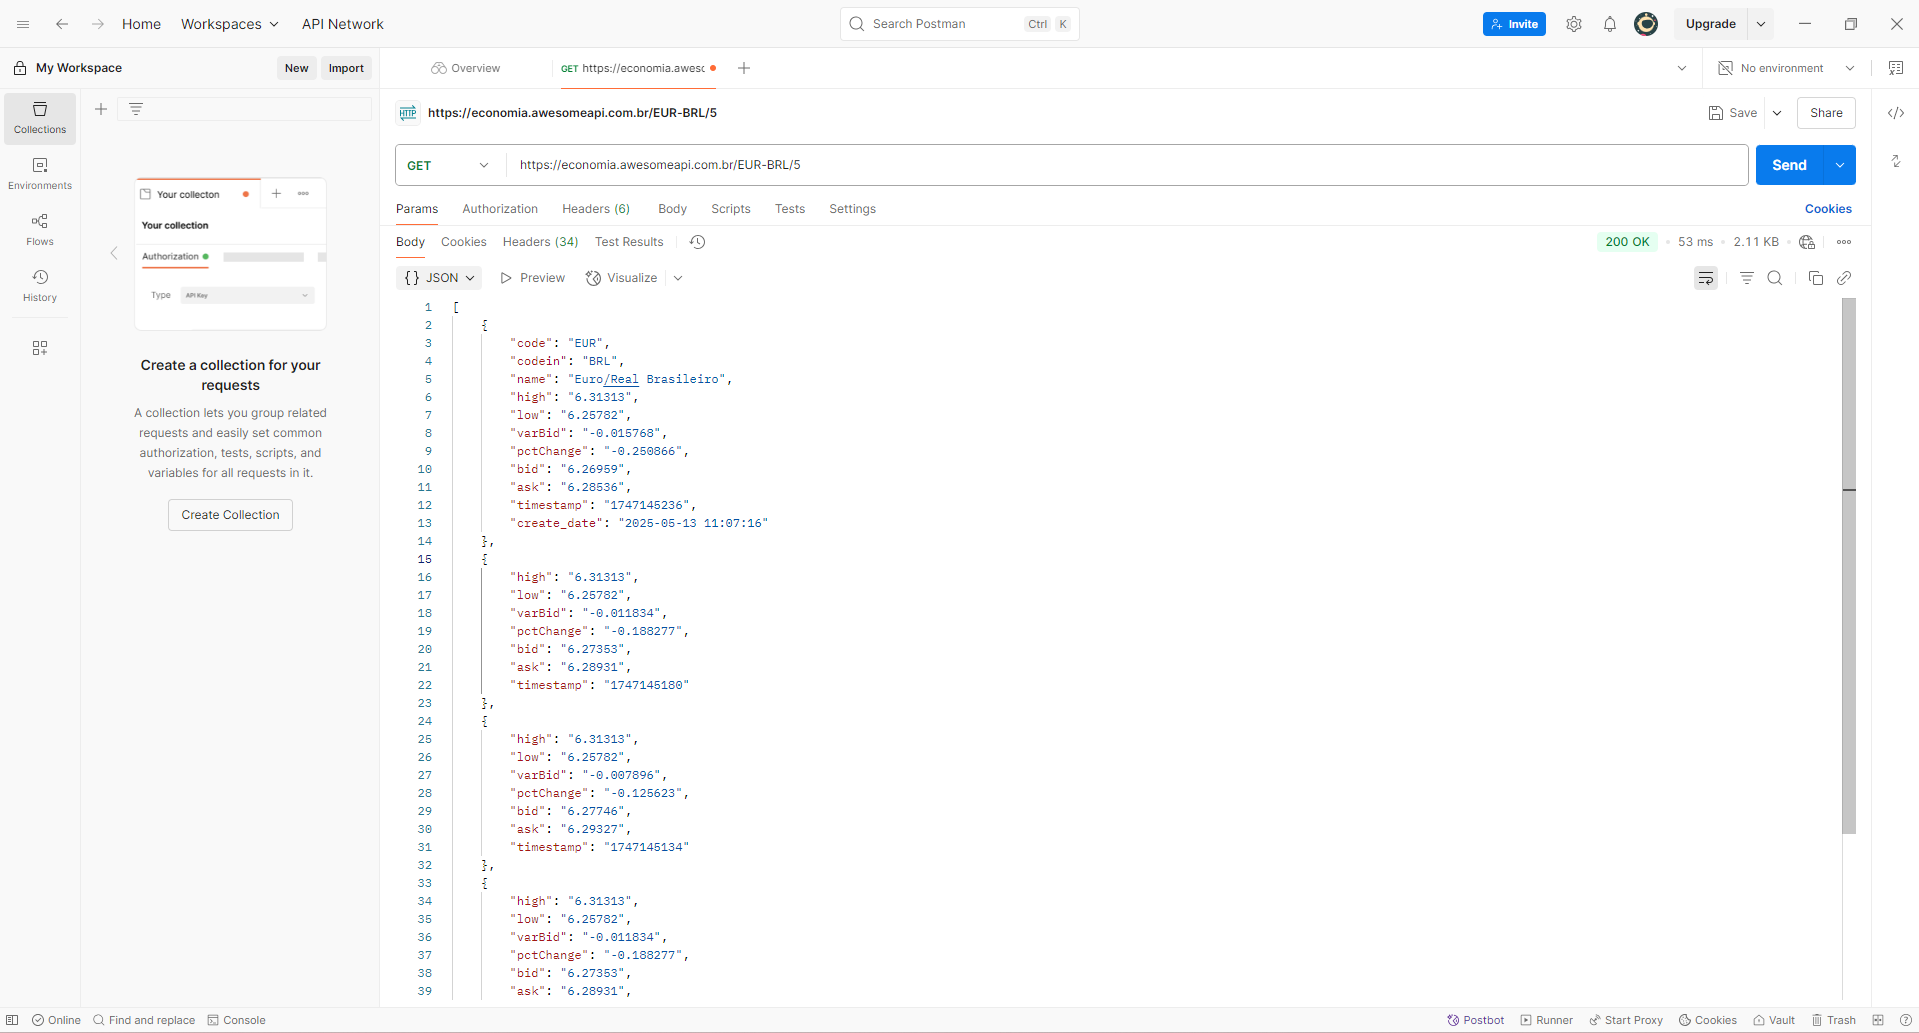 Home Workspaces API Network
Search Postman Ctrl K
Invite Upgrade
My Workspace New Import
Overview GET https://economia.awesc No environment
Collections
Environments
Flows
History
Your collecton
Your collection
Authorization
Type API Key
Create a collection for your
requests
A collection lets you group related
requests and easily set common
authorization, tests, scripts, and
variables for all requests in it.
Create Collection
HTTP https://economia.awesomeapi.com.br/EUR-BRL/5 Save Share
GET https://economia.awesomeapi.com.br/EUR-BRL/5 Send
Params Authorization Headers (6) Body Scripts Tests Settings Cookies
Body Cookies Headers (34) Test Results 200 OK 53 ms 2.11 KB
{} JSON Preview Visualize
1 [
2 {
3 "code": "EUR",
4 "codein": "BRL",
5 "name": "Euro/Real Brasileiro",
6 "high": "6.31313",
7 "low": "6.25782",
8 "varBid": "-0.015768",
9 "pctChange": "-0.250866",
10 "bid": "6.26959",
11 "ask": "6.28536",
12 "timestamp": "1747145236",
13 "create_date": "2025-05-13 11:07:16"
14 },
15 {
16 "high": "6.31313",
17 "low": "6.25782",
18 "varBid": "-0.011834",
19 "pctChange": "-0.188277",
20 "bid": "6.27353",
21 "ask": "6.28931",
22 "timestamp": "1747145180"
23 },
24 {
25 "high": "6.31313",
26 "low": "6.25782",
27 "varBid": "-0.007896",
28 "pctChange": "-0.125623",
29 "bid": "6.27746",
30 "ask": "6.29327",
31 "timestamp": "1747145134"
32 },
33 {
34 "high": "6.31313",
35 "low": "6.25782",
36 "varBid": "-0.011834",
37 "pctChange": "-0.188277",
38 "bid": "6.27353",
39 "ask": "6.28931",
Online Find and replace Console Postbot Runner Start Proxy Cookies Vault Trash